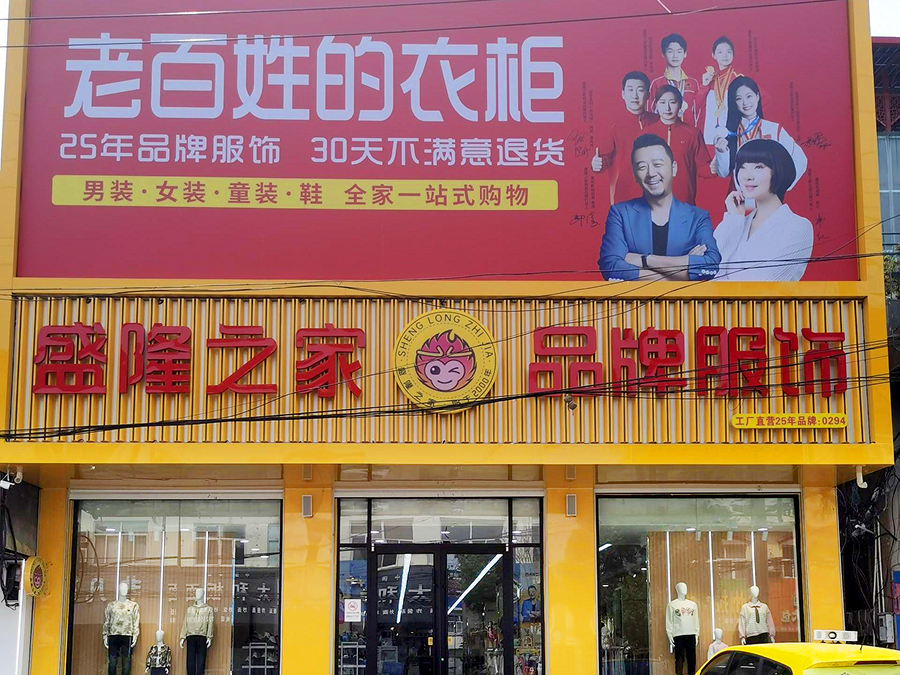 老百姓的衣柜
25年品牌服饰 30天不满意退货
男装·女装·童装·鞋 全家一站式购物
盛隆之家
SHENG LONG ZHI JIA
品牌服饰
工厂直营25年品牌:0294